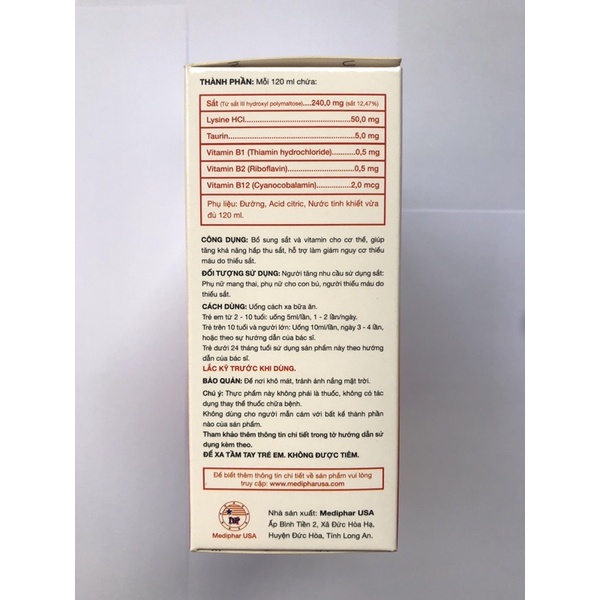 THÀNH PHẦN: Mỗi 120 ml chứa:
Sắt (Từ sắt III hydroxyl polymaltose)....240,0 mg (sắt 12,47%)
Lysine HCl..............................50,0 mg
Taurin..................................5,0 mg
Vitamin B1 (Thiamin hydrochloride)..........0,5 mg
Vitamin B2 (Riboflavin).....................0,5 mg
Vitamin B12 (Cyanocobalamin)..............2,0 mcg
Phụ liệu: Đường, Acid citric, Nước tinh khiết vừa
đủ 120 ml.
CÔNG DỤNG: Bổ sung sắt và vitamin cho cơ thể, giúp
tăng khả năng hấp thu sắt, hỗ trợ làm giảm nguy cơ thiếu
máu do thiếu sắt.
ĐỐI TƯỢNG SỬ DỤNG: Người tăng nhu cầu sử dụng sắt:
Phụ nữ mang thai, phụ nữ cho con bú, người thiếu máu do
thiếu sắt.
CÁCH DÙNG: Uống cách xa bữa ăn.
Trẻ em từ 2 - 10 tuổi: uống 5ml/lần, 1 - 2 lần/ngày.
Trẻ trên 10 tuổi và người lớn: Uống 10ml/lần, ngày 3 - 4 lần,
hoặc theo sự hướng dẫn của bác sĩ.
Trẻ dưới 24 tháng tuổi sử dụng sản phẩm này theo hướng
dẫn của bác sĩ.
LẮC KỸ TRƯỚC KHI DÙNG.
BẢO QUẢN: Để nơi khô mát, tránh ánh nắng mặt trời.
Chú ý: Thực phẩm này không phải là thuốc, không có tác
dụng thay thế thuốc chữa bệnh.
Không dùng cho người mẫn cảm với bất kể thành phần
nào của sản phẩm.
Tham khảo thêm thông tin chi tiết trong tờ hướng dẫn sử
dụng kèm theo.
ĐỂ XA TẦM TAY TRẺ EM. KHÔNG ĐƯỢC TIÊM.
Để biết thêm thông tin chi tiết về sản phẩm vui lòng
truy cập: www.medipharusa.com
Nhà sản xuất: Mediphar USA
Ấp Bình Tiền 2, Xã Đức Hòa Hạ,
Huyện Đức Hòa, Tỉnh Long An.
Mediphar USA